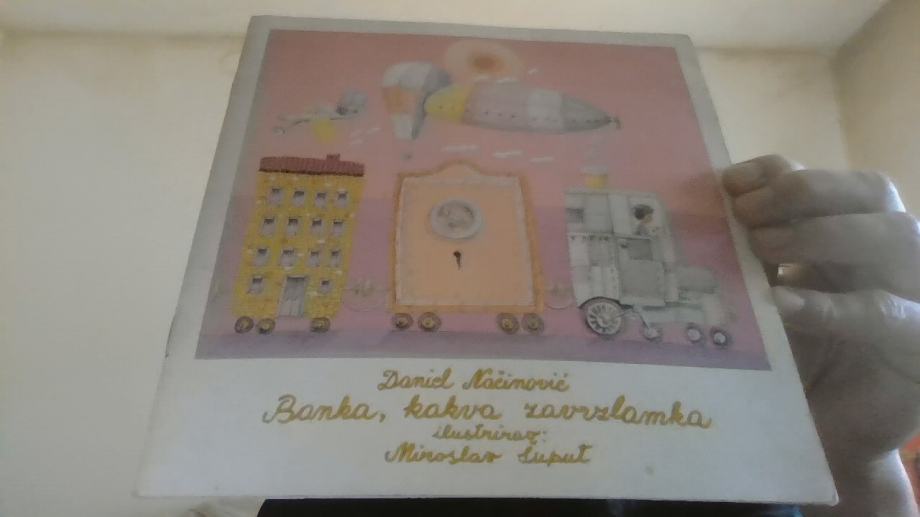 Daniel Načinović
Banka, kakva zavrzlamka
ilustrirao:
Miroslav Šuput